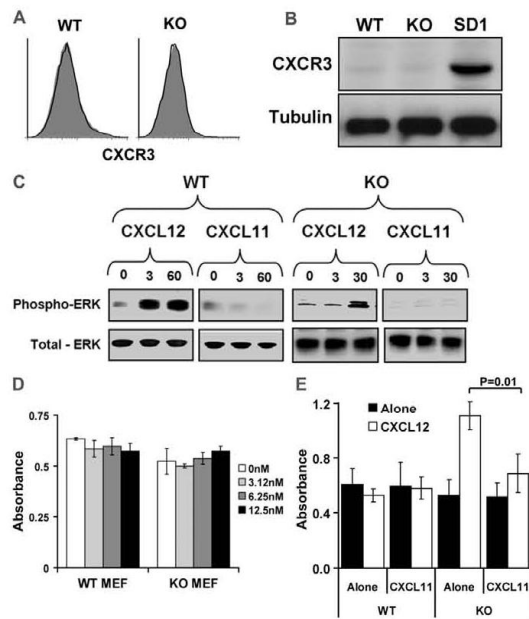 A
WT KO
CXCR3
B
WT KO SD1
CXCR3
Tubulin
C
WT KO
CXCL12 CXCL11 CXCL12 CXCL11
0 3 60 0 3 60 0 3 30 0 3 30
Phospho-ERK
Total - ERK
D
Absorbance
0.75
0.5
0.25
0
0nM
3.12nM
6.25nM
12.5nM
WT MEF KO MEF
E
P=0.01
Alone
CXCL12
Absorbance
1.2
0.8
0.4
0.0
Alone CXCL11 Alone CXCL11
WT KO